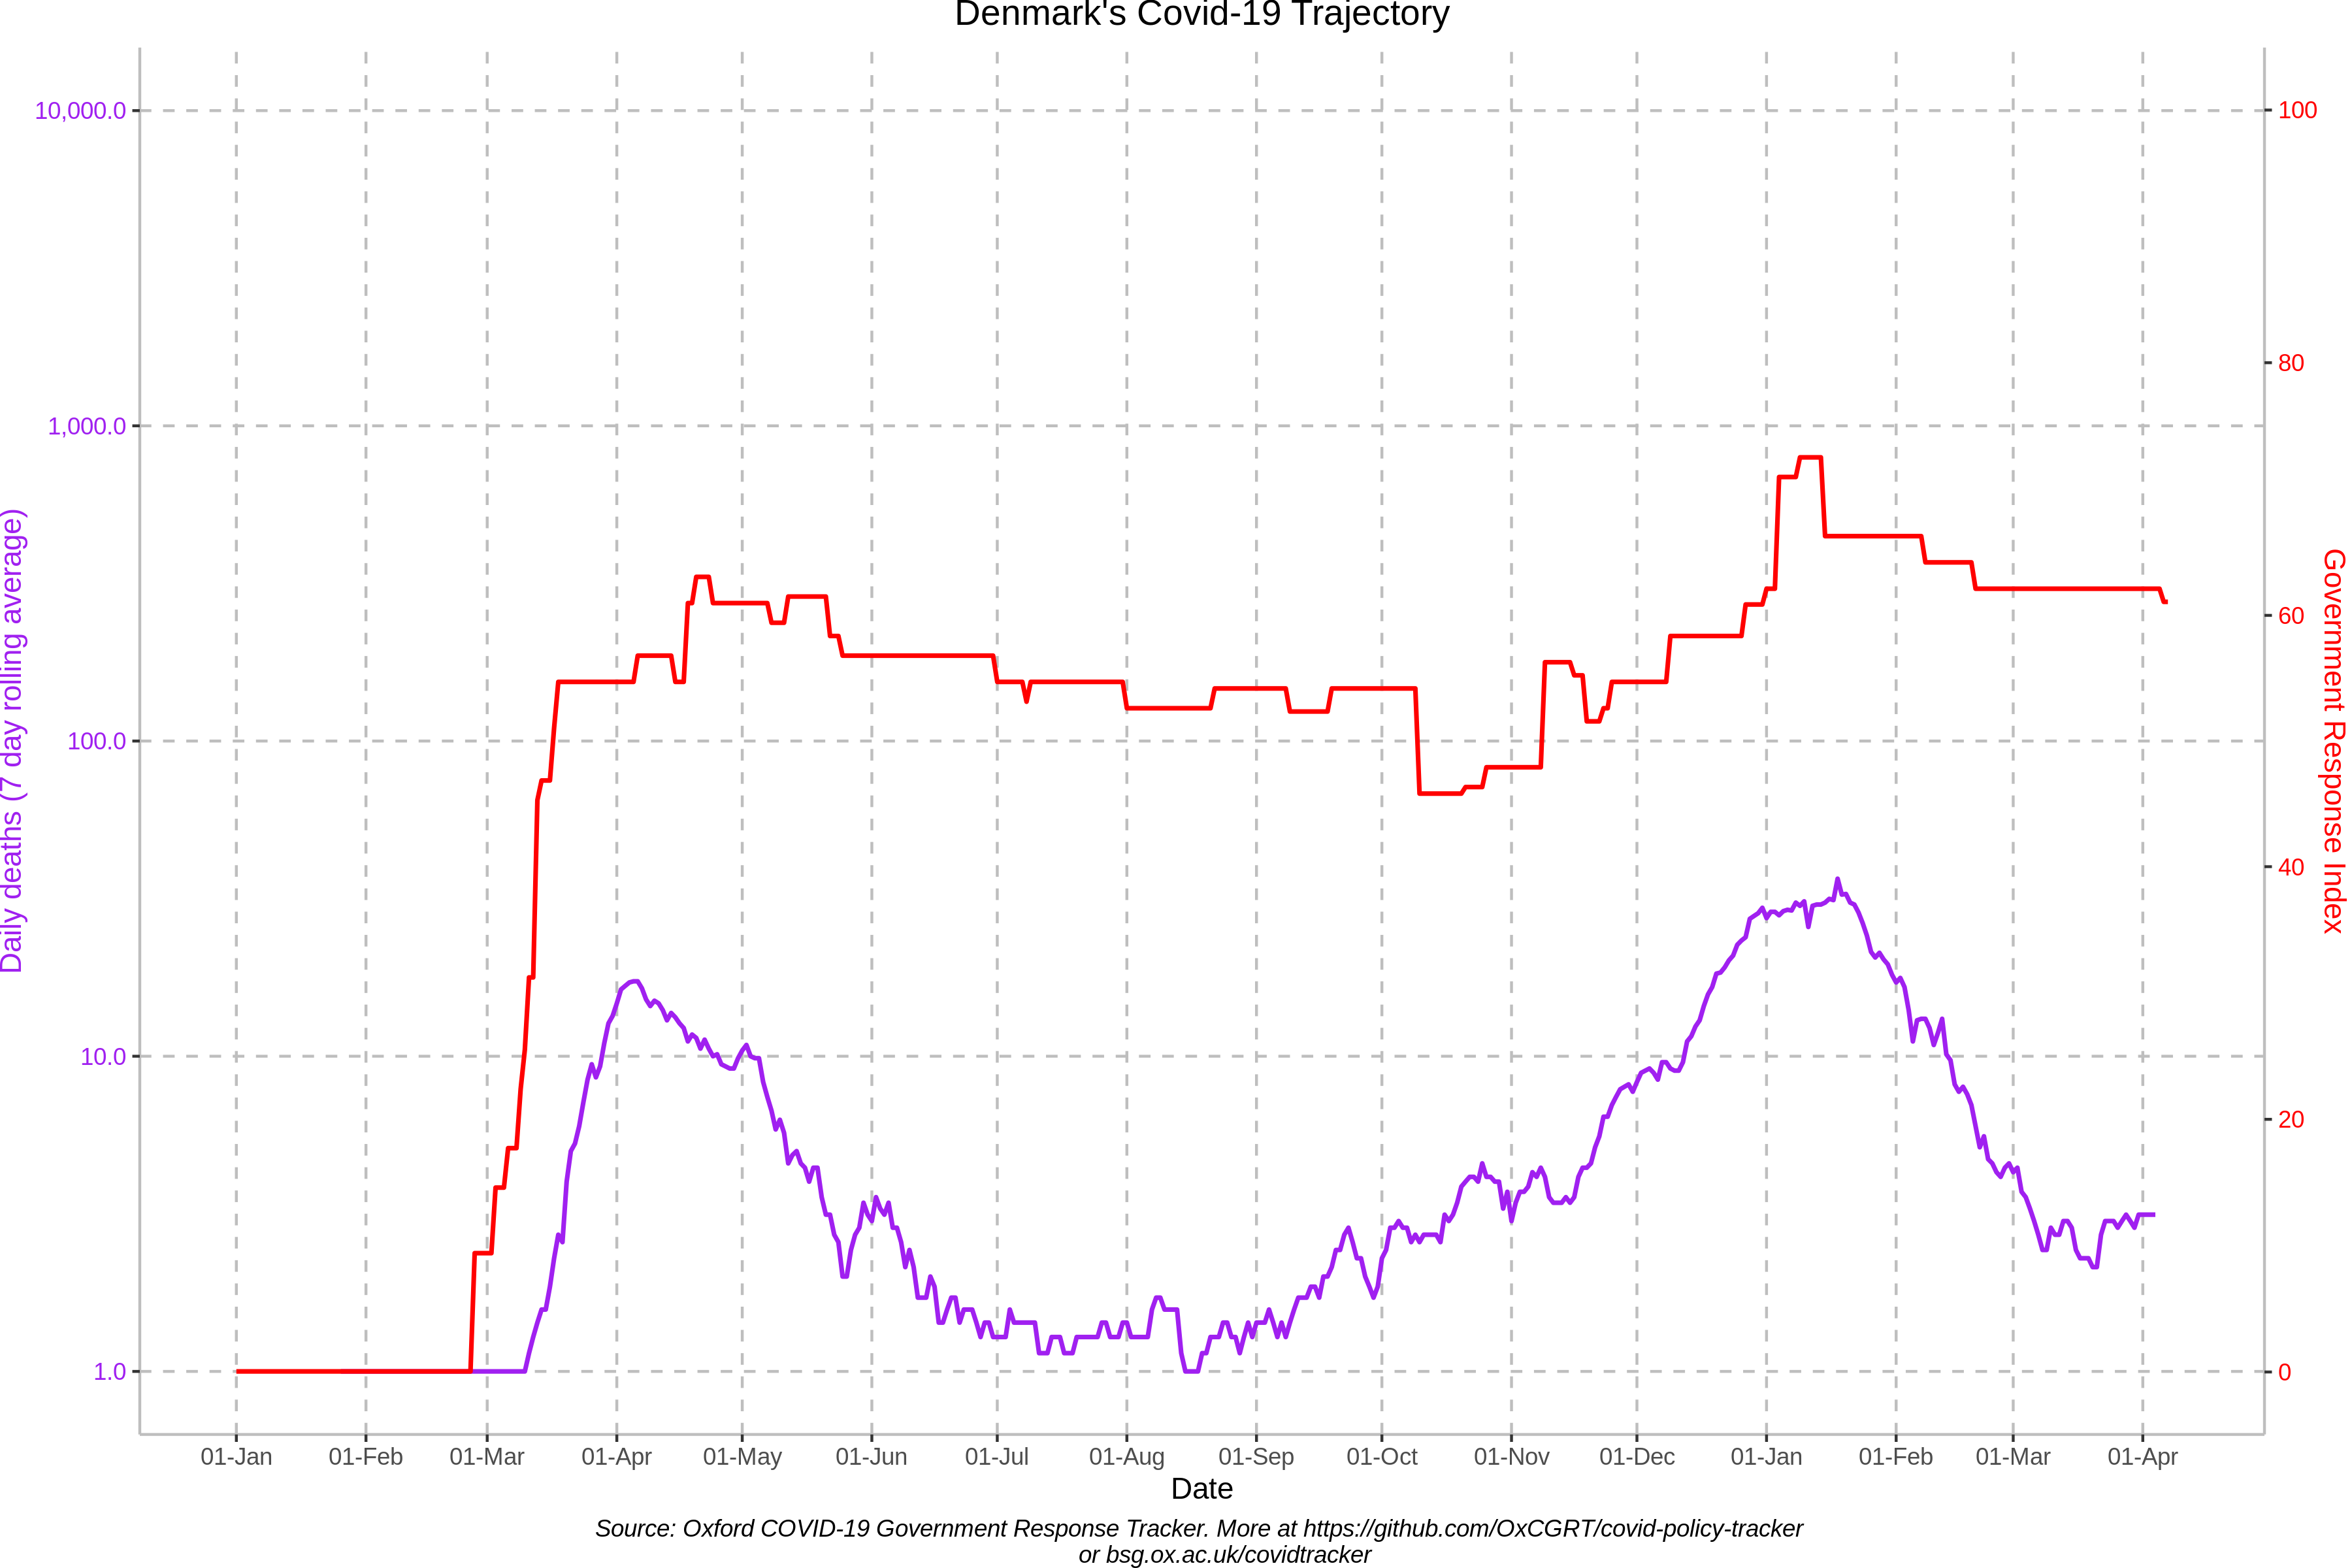 Denmark's Covid-19 Trajectory
10,000.0
1,000.0
100.0
10.0
1.0
Daily deaths (7 day rolling average)
100
80
60
40
20
0
Government Response Index
01-Jan 01-Feb 01-Mar 01-Apr 01-May 01-Jun 01-Jul 01-Aug 01-Sep 01-Oct 01-Nov 01-Dec 01-Jan 01-Feb 01-Mar 01-Apr
Date
Source: Oxford COVID-19 Government Response Tracker. More at https://github.com/OxCGRT/covid-policy-tracker
or bsg.ox.ac.uk/covidtracker